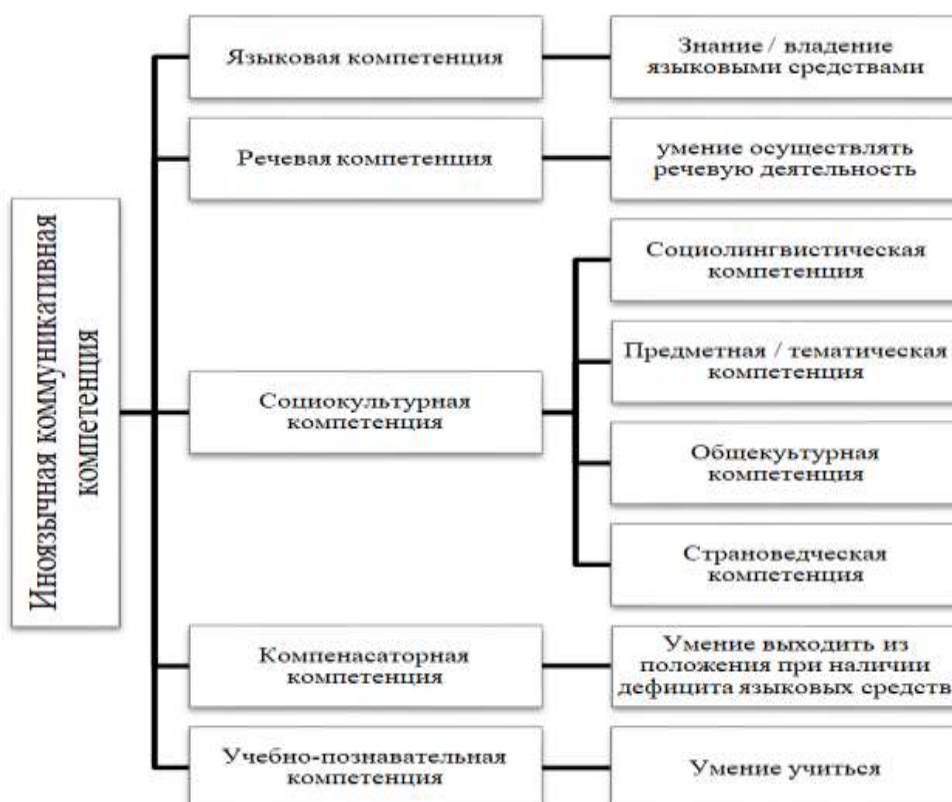 Иноязычная коммуникативная
компетенция
Языковая компетенция
Знание / владение
языковыми средствами
Речевая компетенция
умение осуществлять
речевую деятельность
Социокультурная
компетенция
Социолингвистическая
компетенция
Предметная / тематическая
компетенция
Общекуьтурная
компетенция
Страноведческая
компетенция
Компенасаторная
компетенция
Умение выходить из
положения при наличии
дефицита языковых средств
Учебно-познавательная
компетенция
Умение учиться